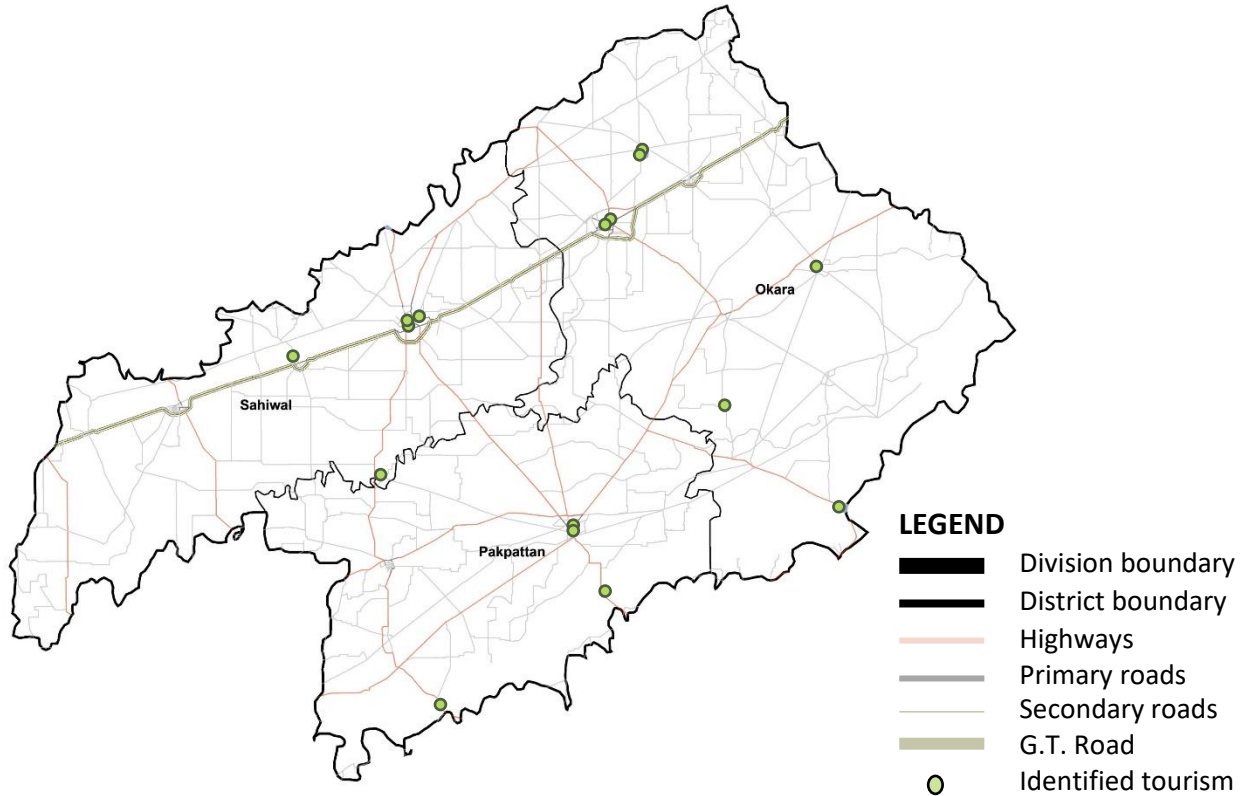 Okara
Sahiwal
Pakpattan
LEGEND
Division boundary
District boundary
Highways
Primary roads
Secondary roads
G.T. Road
Identified tourism